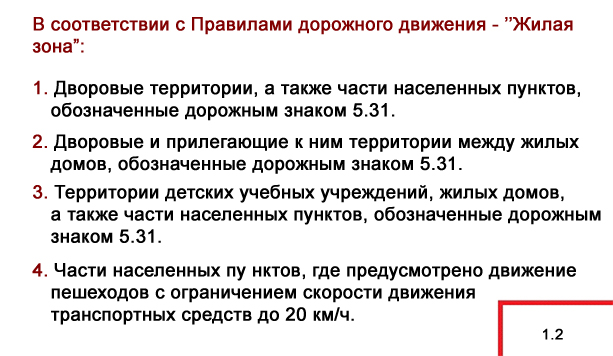 В соответствии с Правилами дорожного движения - ’’Жилая
зона”:
1. Дворовые территории, а также части населенных пунктов,
обозначенные дорожным знаком 5.31.
2. Дворовые и прилегающие к ним территории между жилых
домов, обозначенные дорожным знаком 5.31.
3. Территории детских учебных учреждений, жилых домов,
а также части населенных пунктов, обозначенные дорожным
знаком 5.31.
4. Части населенных пу нктов, где предусмотрено движение
пешеходов с ограничением скорости движения
транспортных средств до 20 км/ч.
1.2